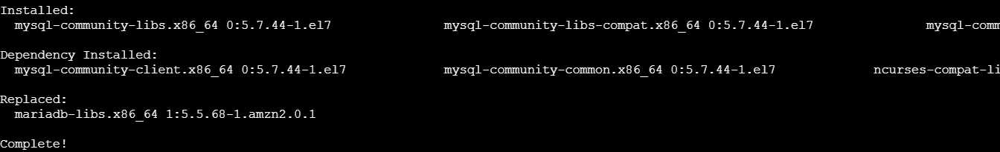 Installed:
mysql-community-libs.x86_64 0:5.7.44-1.el7 mysql-community-libs-compat.x86_64 0:5.7.44-1.el7 mysql-comm
Dependency Installed:
mysql-community-client.x86_64 0:5.7.44-1.el7 mysql-community-common.x86_64 0:5.7.44-1.el7 ncurses-compat-li
Replaced:
mariadb-libs.x86_64 1:5.5.68-1.amzn2.0.1
Complete!